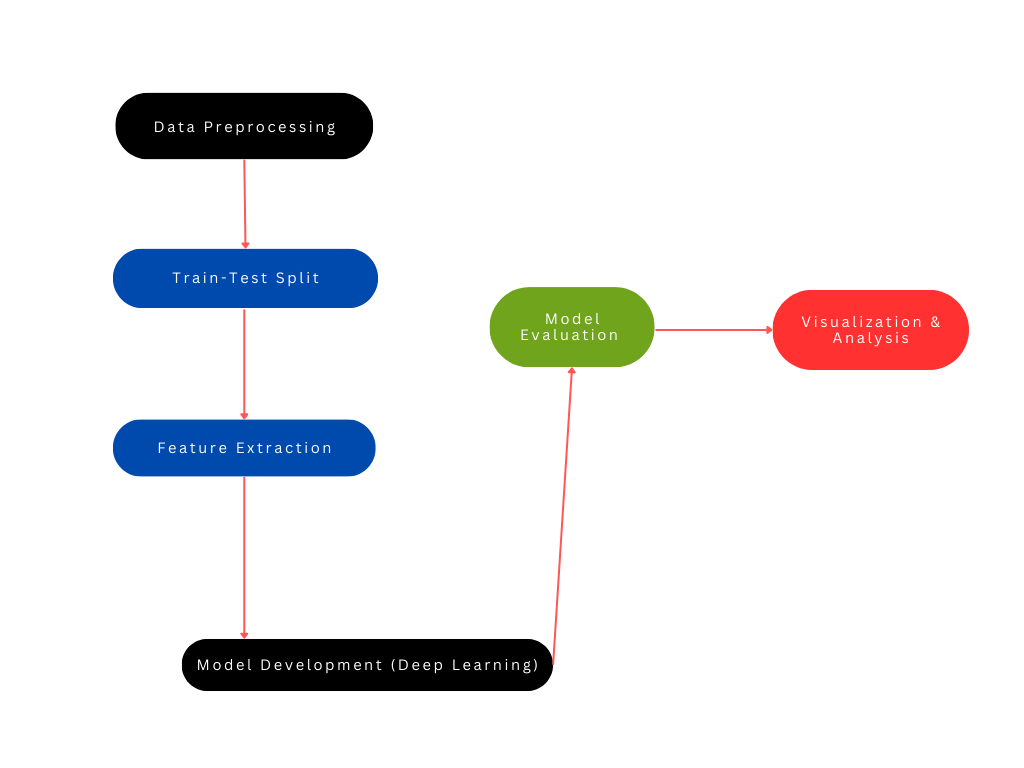 Data Preprocessing
Train-Test Split
Feature Extraction
Model Development (Deep Learning)
Model
Evaluation
Visualization &
Analysis